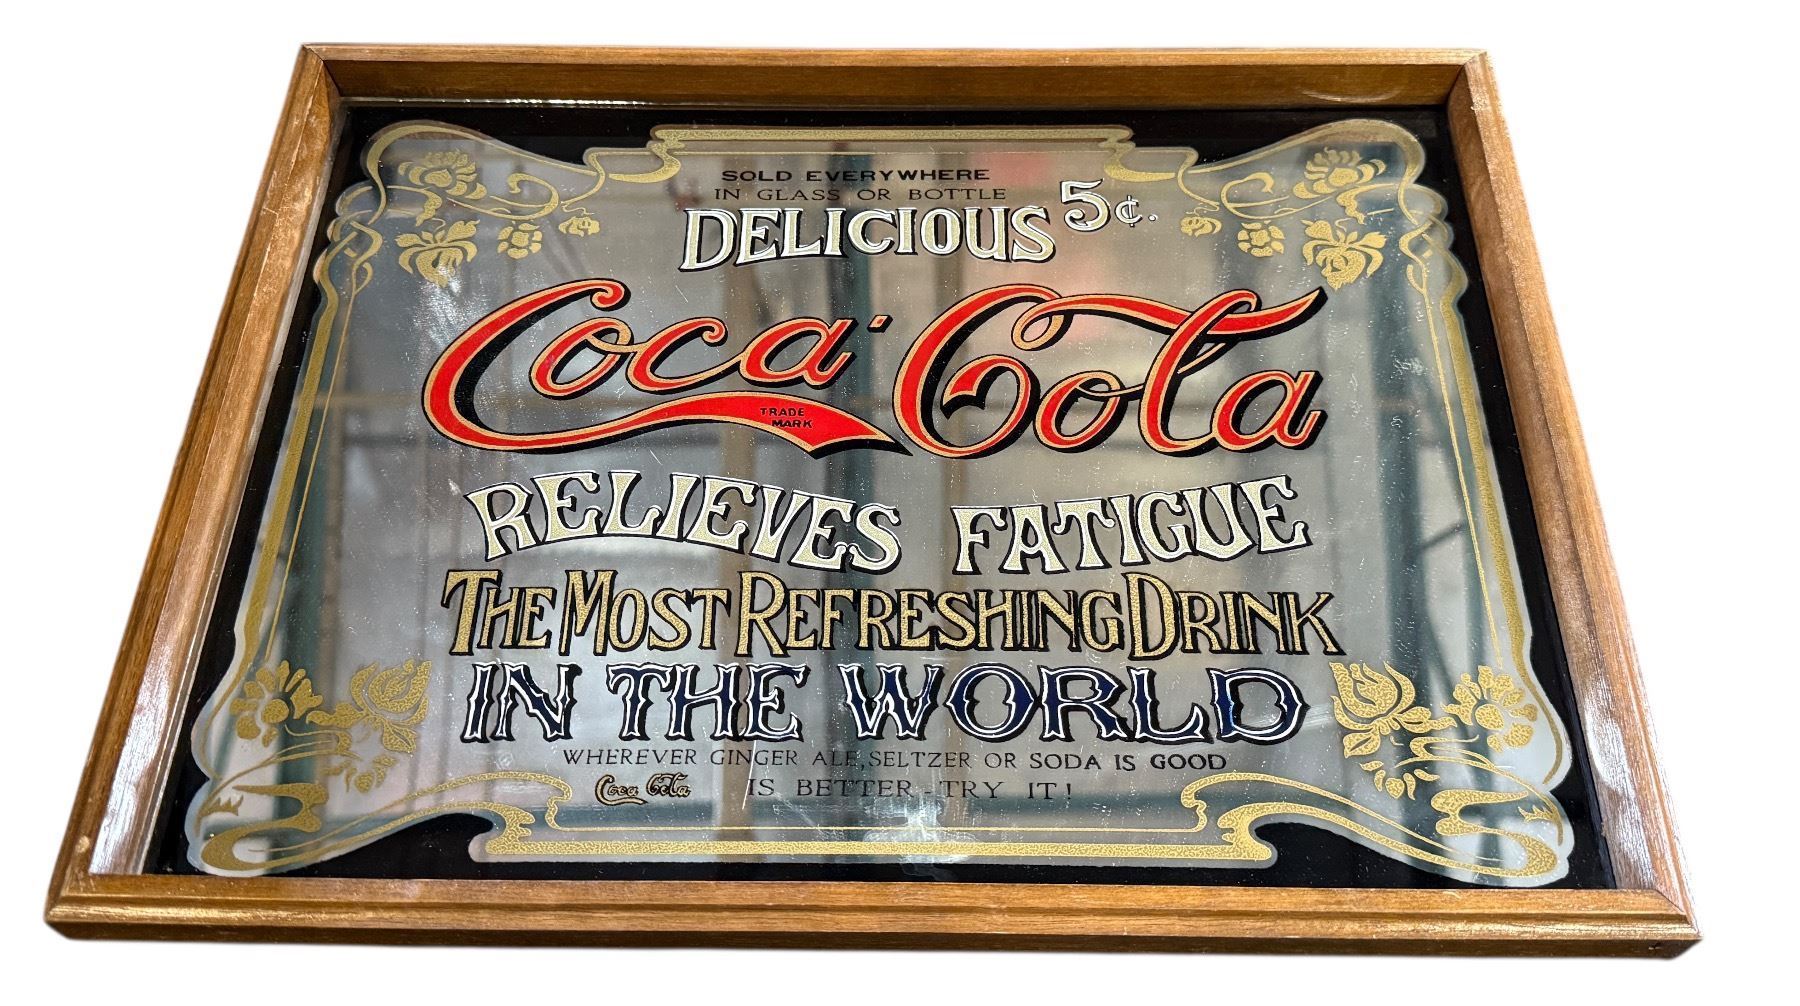 SOLD EVERYWHERE
IN GLASS OR BOTTLE
DELICIOUS 5¢.
Coca-Cola
TRADE
MARK
RELIEVES FATIGUE
THE MOST REFRESHING DRINK
IN THE WORLD
WHEREVER GINGER ALE, SELTZER OR SODA IS GOOD
Coca Cola IS BETTER - TRY IT!